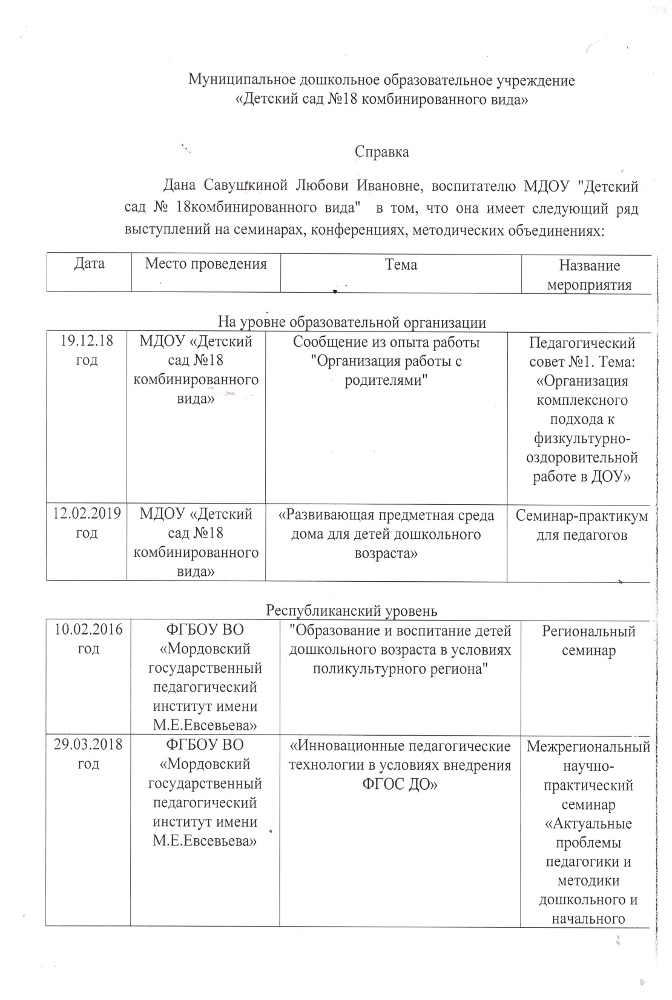 Муниципальное дошкольное образовательное учреждение
«Детский сад №18 комбинированного вида»
Справка
Дана Савушкиной Любови Ивановне, воспитателю МДОУ "Детский
сад № 18комбинированного вида" в том, что она имеет следующий ряд
выступлений на семинарах, конференциях, методических объединениях:
Дата
Место проведения
Тема
Название
мероприятия
На уровне образовательной организации
19.12.18
год
МДОУ «Детский
сад №18
комбинированного
вида»
Сообщение из опыта работы
"Организация работы с
родителями"
Педагогический
совет №1. Тема:
«Организация
комплексного
подхода к
физкультурно-
оздоровительной
работе в ДОУ»
12.02.2019
год
МДОУ «Детский
сад №18
комбинированного
вида»
«Развивающая предметная среда
дома для детей дошкольного
возраста»
Семинар-практикум
для педагогов
Республиканский уровень
10.02.2016
год
ФГБОУ ВО
«Мордовский
государственный
педагогический
институт имени
М.Е.Евсевьева»
"Образование и воспитание детей
дошкольного возраста в условиях
поликультурного региона"
Региональный
семинар
29.03.2018
год
ФГБОУ ВО
«Мордовский
государственный
педагогический
институт имени
М.Е.Евсевьева»
«Инновационные педагогические
технологии в условиях внедрения
ФГОС ДО»
Межрегиональный
научно-
практический
семинар
«Актуальные
проблемы
педагогики и
методики
дошкольного и
начального